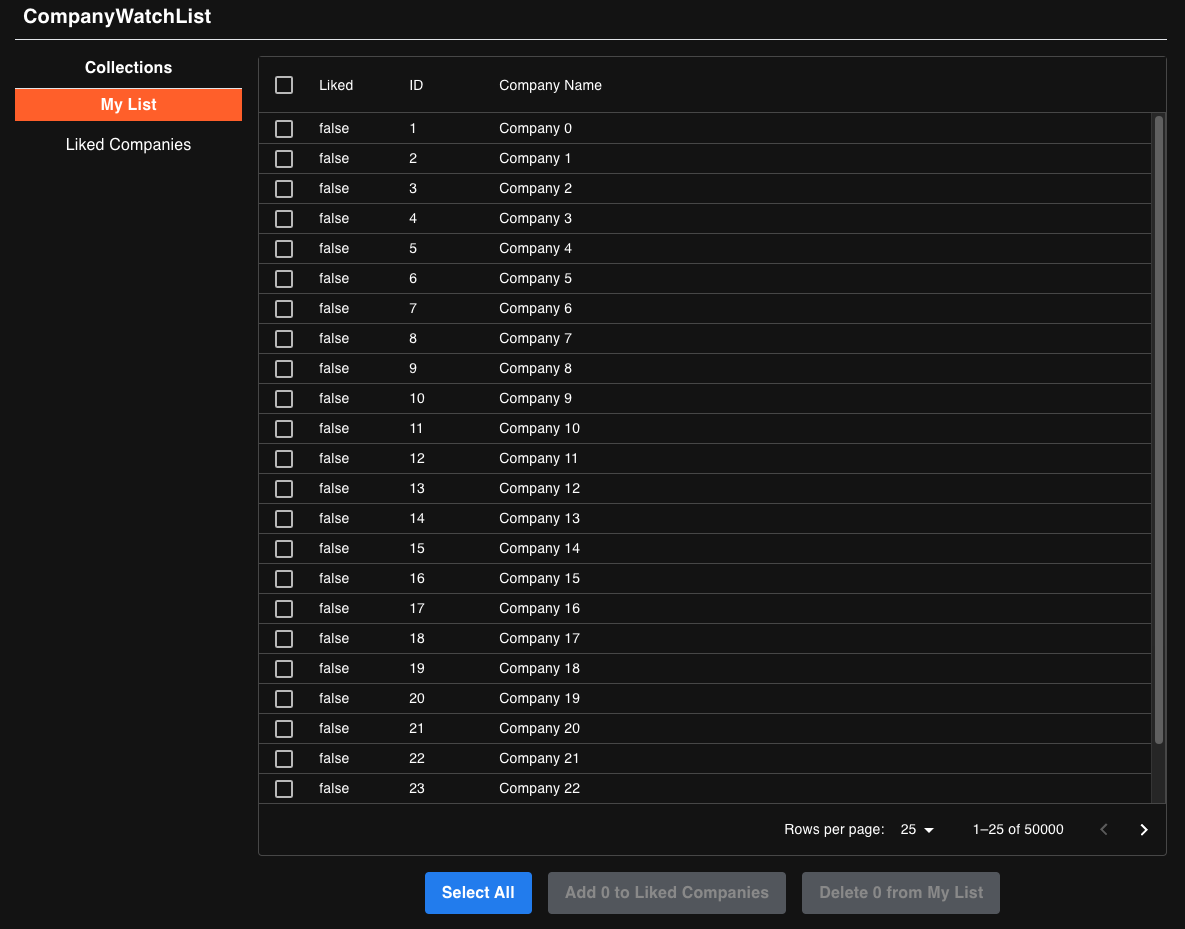 CompanyWatchList
Collections
My List
Liked Companies
Liked ID Company Name
false 1 Company 0
false 2 Company 1
false 3 Company 2
false 4 Company 3
false 5 Company 4
false 6 Company 5
false 7 Company 6
false 8 Company 7
false 9 Company 8
false 10 Company 9
false 11 Company 10
false 12 Company 11
false 13 Company 12
false 14 Company 13
false 15 Company 14
false 16 Company 15
false 17 Company 16
false 18 Company 17
false 19 Company 18
false 20 Company 19
false 21 Company 20
false 22 Company 21
false 23 Company 22
Rows per page: 25 1–25 of 50000
Select All Add 0 to Liked Companies Delete 0 from My List